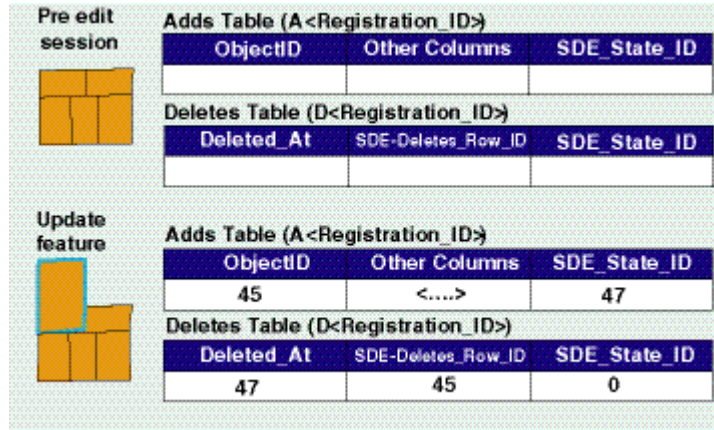 Pre edit
session
Adds Table (A<Registration_ID>)
ObjectID Other Columns SDE_State_ID
Deletes Table (D<Registration_ID>)
Deleted_At SDE-Deletes_Row_ID SDE_State_ID
Update
feature
Adds Table (A<Registration_ID>)
ObjectID Other Columns SDE_State_ID
45 <....> 47
Deletes Table (D<Registration_ID>)
Deleted_At SDE-Deletes_Row_ID SDE_State_ID
47 45 0